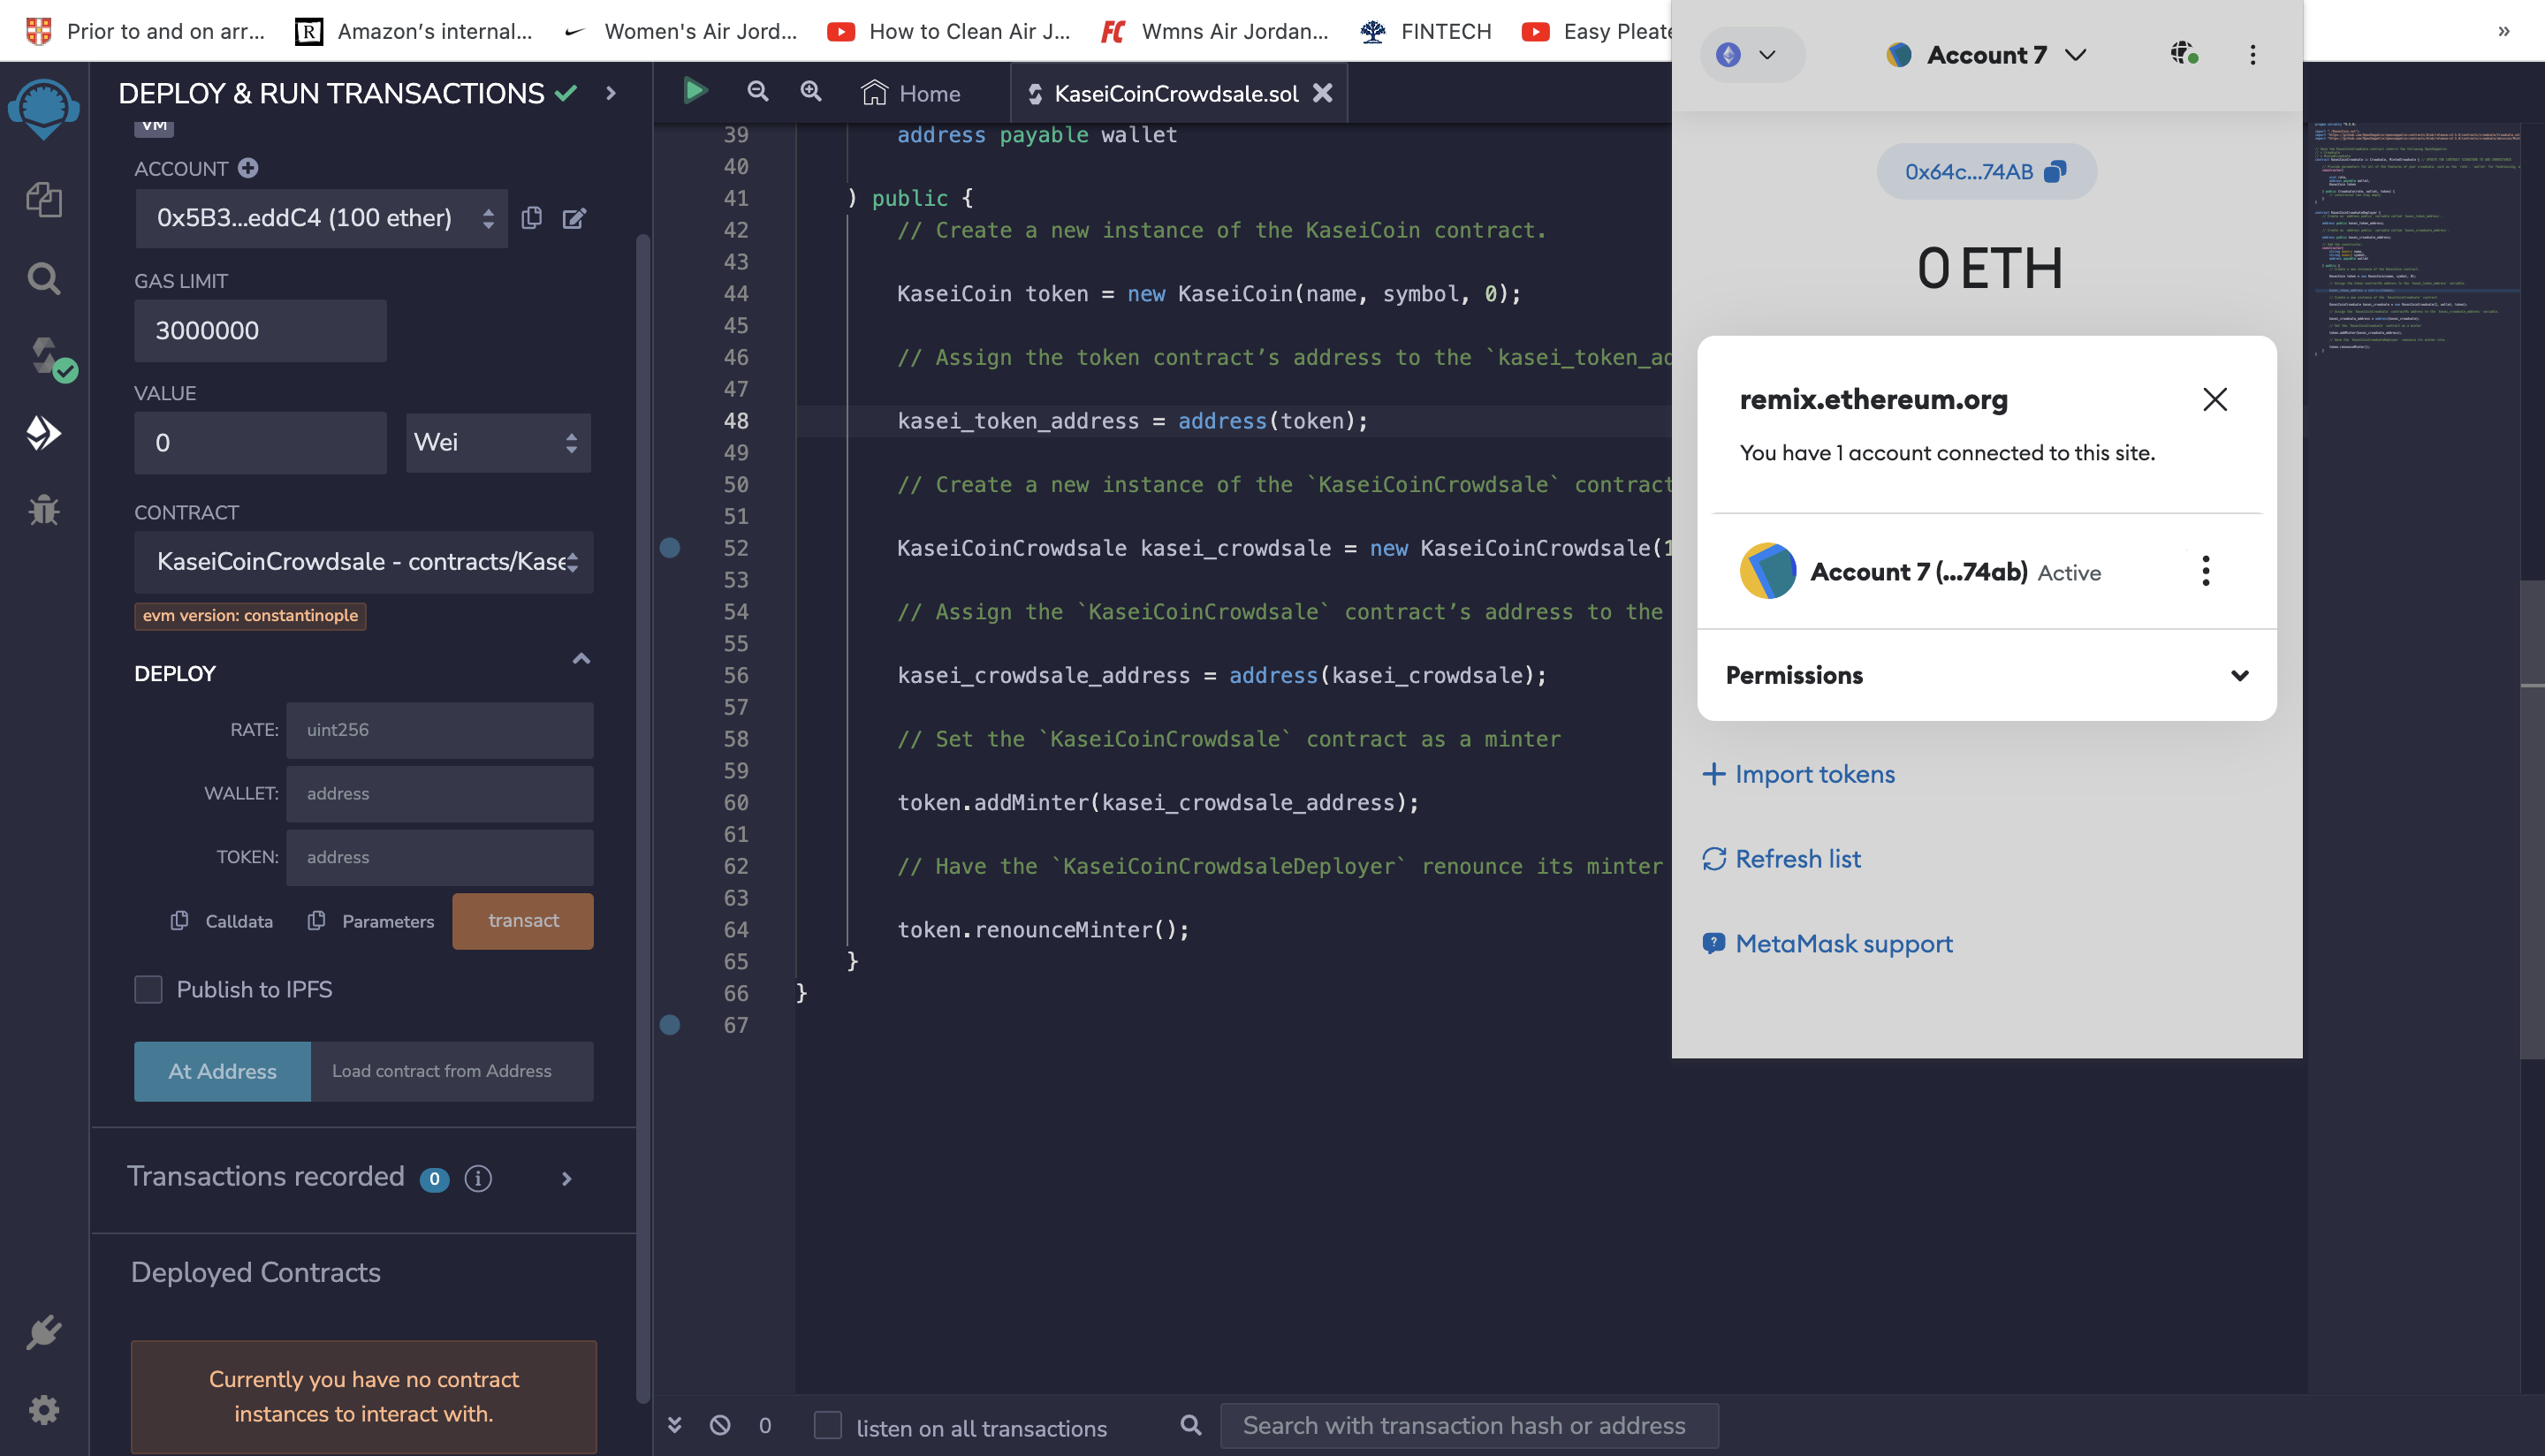 Prior to and on arr...
R
Amazon's internal...
Women's Air Jord...
How to Clean Air J...
FC
Wmns Air Jordan...
FINTECH
Easy Pleate
»
DEPLOY & RUN TRANSACTIONS
VM
ACCOUNT
0x5B3...eddC4 (100 ether)
GAS LIMIT
3000000
VALUE
0
Wei
CONTRACT
KaseiCoinCrowdsale - contracts/Kase
evm version: constantinople
DEPLOY
RATE: uint256
WALLET: address
TOKEN: address
Calldata Parameters transact
Publish to IPFS
At Address Load contract from Address
Transactions recorded 0 i
Deployed Contracts
Currently you have no contract
instances to interact with.
Home
KaseiCoinCrowdsale.sol
39 address payable wallet
40
41 ) public {
42 // Create a new instance of the KaseiCoin contract.
43
44 KaseiCoin token = new KaseiCoin(name, symbol, 0);
45
46 // Assign the token contract’s address to the `kasei_token_ad
47
48 kasei_token_address = address(token);
49
50 // Create a new instance of the `KaseiCoinCrowdsale` contract
51
52 KaseiCoinCrowdsale kasei_crowdsale = new KaseiCoinCrowdsale(1
53
54 // Assign the `KaseiCoinCrowdsale` contract’s address to the
55
56 kasei_crowdsale_address = address(kasei_crowdsale);
57
58 // Set the `KaseiCoinCrowdsale` contract as a minter
59
60 token.addMinter(kasei_crowdsale_address);
61
62 // Have the `KaseiCoinCrowdsaleDeployer` renounce its minter
63
64 token.renounceMinter();
65 }
66 }
67
0
listen on all transactions
Search with transaction hash or address
Account 7
0x64c...74AB
0 ETH
remix.ethereum.org
You have 1 account connected to this site.
Account 7 (...74ab) Active
Permissions
Import tokens
Refresh list
MetaMask support